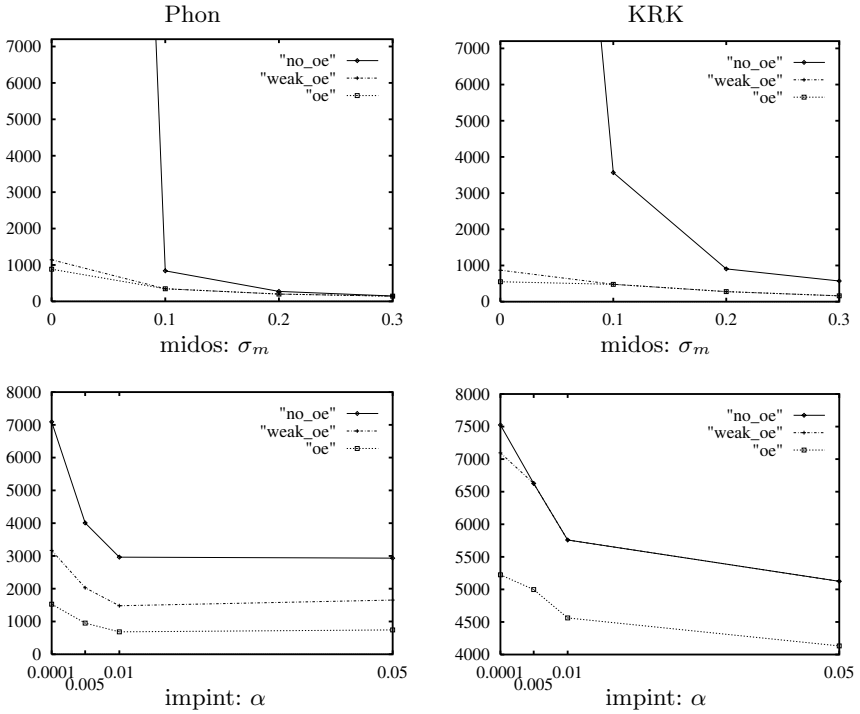 Phon
7000
6000
5000
4000
3000
2000
1000
0
"no_oe"
"weak_oe"
"oe"
0 0.1 0.2 0.3
midos: σm
KRK
7000
6000
5000
4000
3000
2000
1000
0
"no_oe"
"weak_oe"
"oe"
0 0.1 0.2 0.3
midos: σm
8000
7000
6000
5000
4000
3000
2000
1000
0
"no_oe"
"weak_oe"
"oe"
0.0001 0.01 0.05
0.005
impint: α
8000
7500
7000
6500
6000
5500
5000
4500
4000
"no_oe"
"weak_oe"
"oe"
0.0001 0.01 0.05
0.005
impint: α